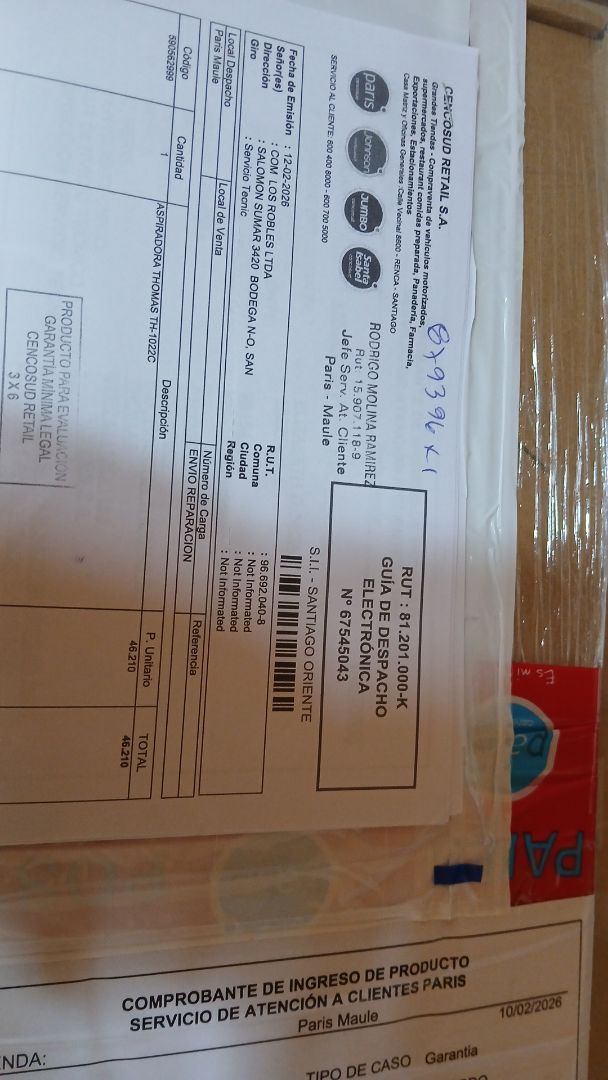 CENCOSUD RETAIL S.A.
Grandes Tiendas - Compraventa de vehículos motorizados,
supermercados, restaurant comidas preparada, Panadería, Farmacia,
Exportaciones, Estacionamientos
Casa Matriz y Oficinas Generales :Calle Vecinal 8600 - RENCA - SANTIAGO
paris
Johnson
JUMBO
Santa Isabel
SERVICIO AL CLIENTE: 600 400 8000 - 600 700 5000
RODRIGO MOLINA RAMIREZ
Rut 15.907.118-9
Jefe Serv. At. Cliente
Paris - Maule
RUT : 81.201.000-K
GUÍA DE DESPACHO
ELECTRÓNICA
N° 67545043
S.I.I. - SANTIAGO ORIENTE
Fecha de Emisión : 12-02-2026
Señor(es) : COM LOS ROBLES LTDA
Dirección : SALOMON SUMAR 3420 BODEGA N-O, SAN
Giro : Servicio Tecnic
R.U.T. : 96.692.040-8
Comuna : Not Informated
Ciudad : Not Informated
Región : Not Informated
Local Despacho Local de Venta Número de Carga Referencia
Paris Maule ENVIO REPARACION
Código Cantidad Descripción P. Unitario TOTAL
590562999 1 ASPIRADORA THOMAS TH-1022C 46.210 46.210
PRODUCTO PARA EVALUACION
GARANTIA MINIMA LEGAL
CENCOSUD RETAIL
3 X 6
COMPROBANTE DE INGRESO DE PRODUCTO
SERVICIO DE ATENCIÓN A CLIENTES PARIS
Paris Maule
10/02/2026
TIPO DE CASO Garantia